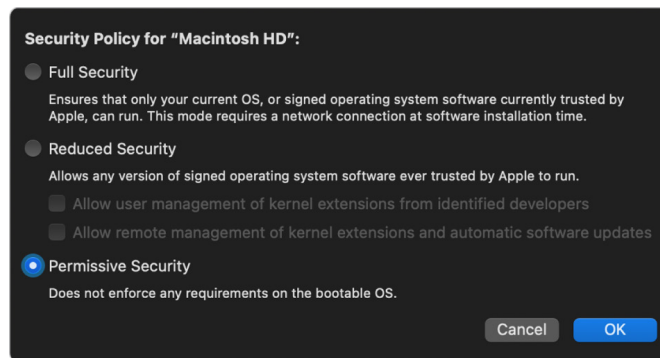 Security Policy for “Macintosh HD”:
Full Security
Ensures that only your current OS, or signed operating system software currently trusted by
Apple, can run. This mode requires a network connection at software installation time.
Reduced Security
Allows any version of signed operating system software ever trusted by Apple to run.
Allow user management of kernel extensions from identified developers
Allow remote management of kernel extensions and automatic software updates
Permissive Security
Does not enforce any requirements on the bootable OS.
Cancel OK